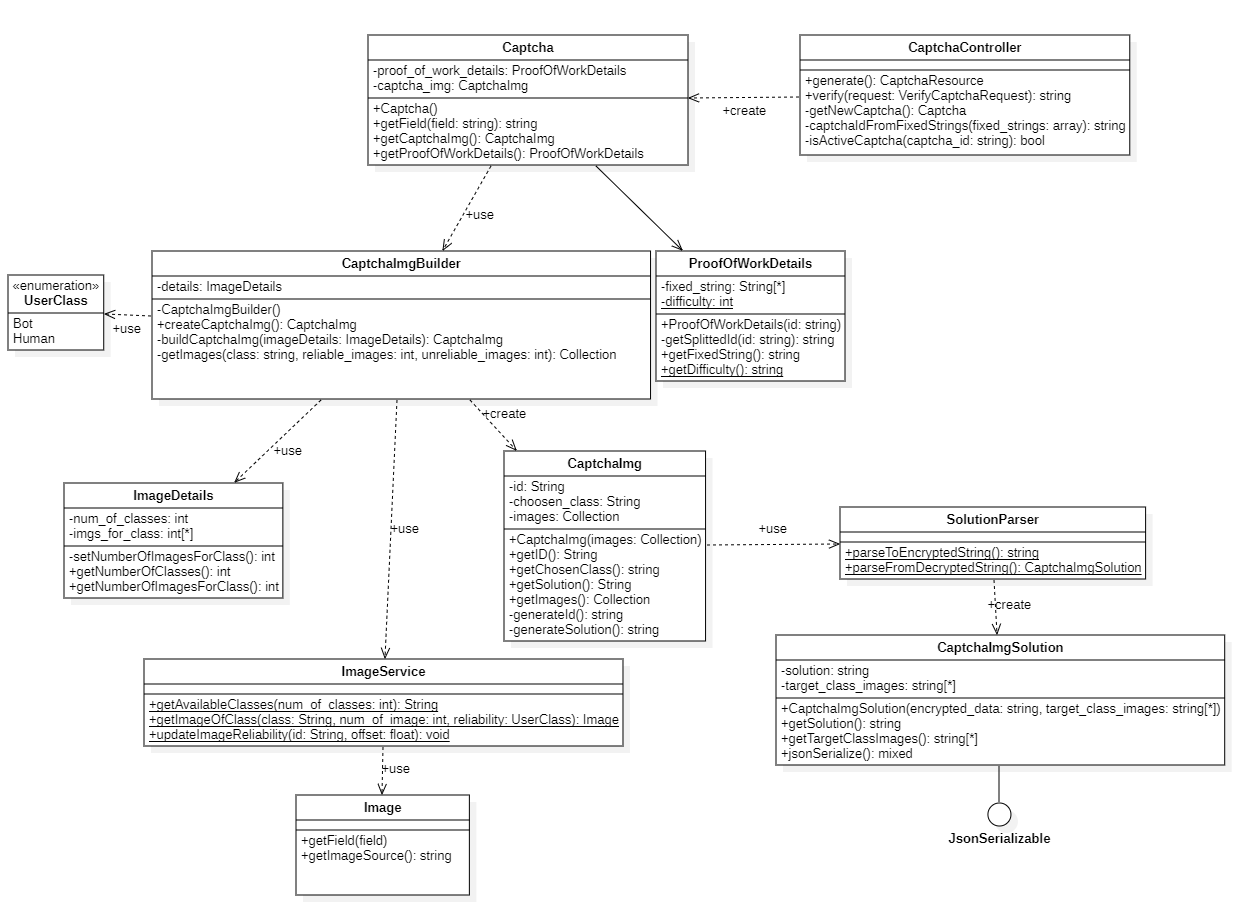 Captcha
-proof_of_work_details: ProofOfWorkDetails
-captcha_img: CaptchaImg
+Captcha()
+getField(field: string): string
+getCaptchaImg(): CaptchaImg
+getProofOfWorkDetails(): ProofOfWorkDetails
CaptchaController
+generate(): CaptchaResource
+verify(request: VerifyCaptchaRequest): string
-getNewCaptcha(): Captcha
-captchaIdFromFixedStrings(fixed_strings: array): string
-isActiveCaptcha(captcha_id: string): bool
+create
+use
«enumeration»
UserClass
Bot
Human
+use
CaptchaImgBuilder
-details: ImageDetails
-CaptchaImgBuilder()
+createCaptchaImg(): CaptchaImg
-buildCaptchaImg(imageDetails: ImageDetails): CaptchaImg
-getImages(class: string, reliable_images: int, unreliable_images: int): Collection
ProofOfWorkDetails
-fixed_string: String[*]
-difficulty: int
+ProofOfWorkDetails(id: string)
-getSplittedId(id: string): string
+getFixedString(): string
+getDifficulty(): string
+use
+use
+create
ImageDetails
-num_of_classes: int
-imgs_for_class: int[*]
-setNumberOfImagesForClass(): int
+getNumberOfClasses(): int
+getNumberOfImagesForClass(): int
CaptchaImg
-id: String
-choosen_class: String
-images: Collection
+CaptchaImg(images: Collection)
+getID(): String
+getChosenClass(): string
+getSolution(): String
+getImages(): Collection
-generateId(): string
-generateSolution(): string
+use
SolutionParser
+parseToEncryptedString(): string
+parseFromDecryptedString(): CaptchaImgSolution
+create
CaptchaImgSolution
-solution: string
-target_class_images: string[*]
+CaptchaImgSolution(encrypted_data: string, target_class_images: string[*])
+getSolution(): string
+getTargetClassImages(): string[*]
+jsonSerialize(): mixed
JsonSerializable
ImageService
+getAvailableClasses(num_of_classes: int): String
+getImageOfClass(class: String, num_of_image: int, reliability: UserClass): Image
+updateImageReliability(id: String, offset: float): void
+use
Image
+getField(field)
+getImageSource(): string